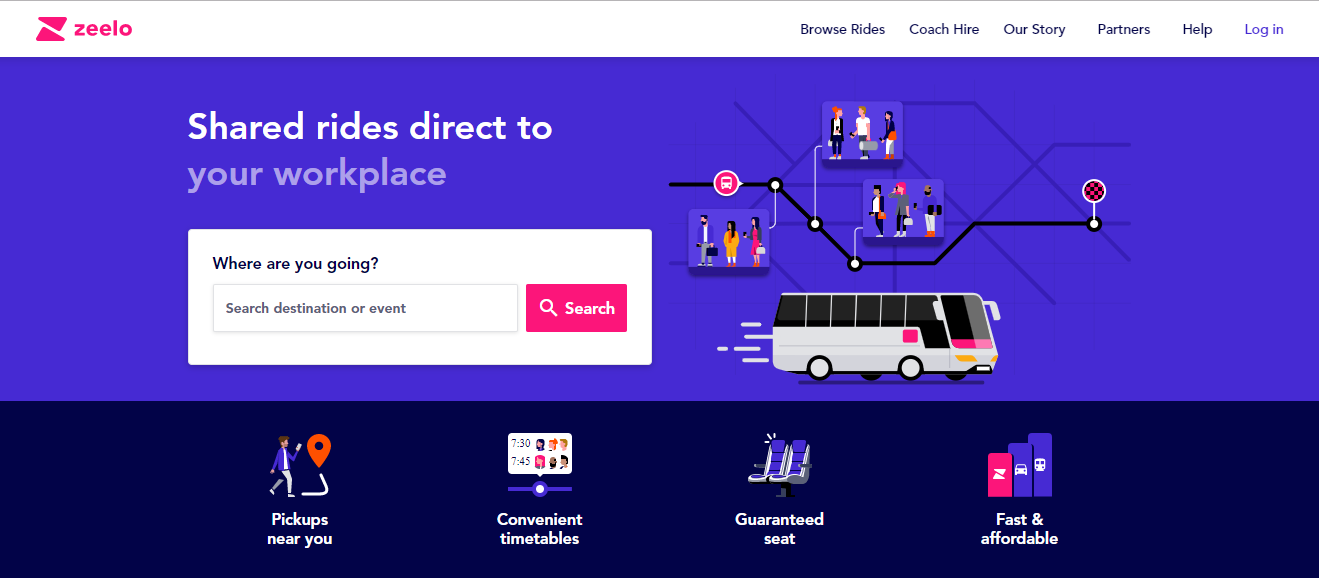 zeelo
Browse Rides Coach Hire Our Story Partners Help Log in
Shared rides direct to
your workplace
Where are you going?
Search destination or event
Search
7:30
7:45
Pickups
near you
Convenient
timetables
Guaranteed
seat
Fast &
affordable